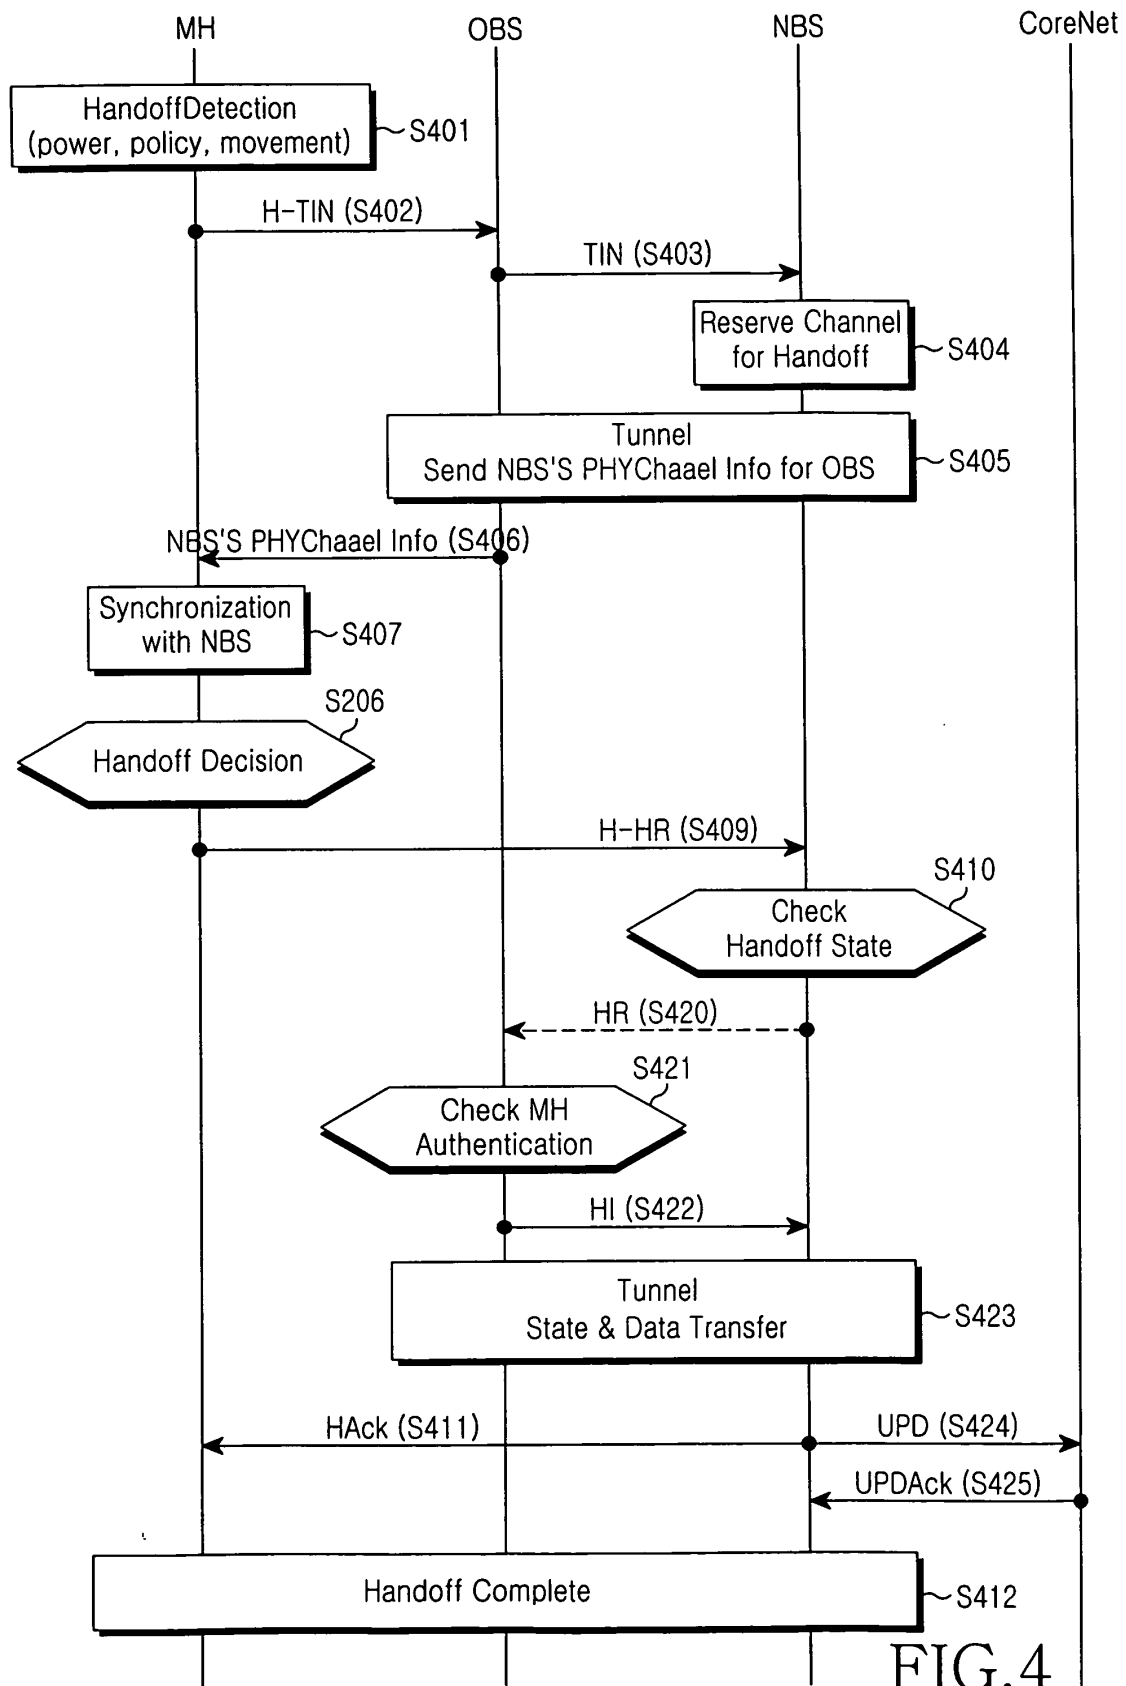 MH
OBS
NBS
CoreNet
HandoffDetection
(power, policy, movement)
S401
H-TIN (S402)
TIN (S403)
Reserve Channel
for Handoff
S404
Tunnel
Send NBS'S PHYChaael Info for OBS
S405
NBS'S PHYChaael Info (S406)
Synchronization
with NBS
S407
S206
Handoff Decision
H-HR (S409)
S410
Check
Handoff State
HR (S420)
S421
Check MH
Authentication
HI (S422)
Tunnel
State & Data Transfer
S423
HAck (S411)
UPD (S424)
UPDAck (S425)
Handoff Complete
S412
FIG.4